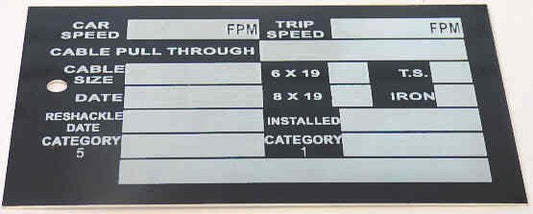 CAR SPEED FPM TRIP SPEED FPM
CABLE PULL THROUGH
CABLE SIZE 6 X 19 T.S.
DATE 8 X 19 IRON
RESHACKLE DATE INSTALLED
CATEGORY 5 CATEGORY 1